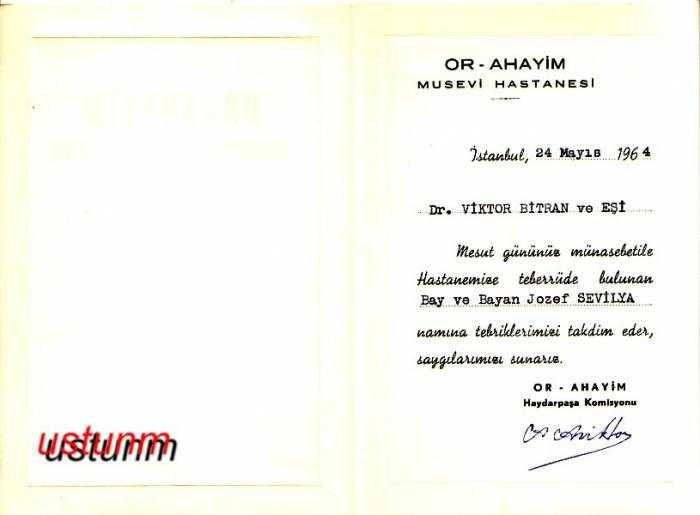 OR - AHAYİM
MUSEVİ HASTANESİ
İstanbul, 24 Mayıs 1964
Dr. VİKTOR BİTRAN ve EŞİ
Mesut gününüz münasebetile
Hastanemize teberrüde bulunan
Bay ve Bayan Jozef SEVİLYA
namına tebriklerimizi takdim eder,
saygılarımızı sunarız.
OR - AHAYİM
Haydarpaşa Komisyonu
ustunm